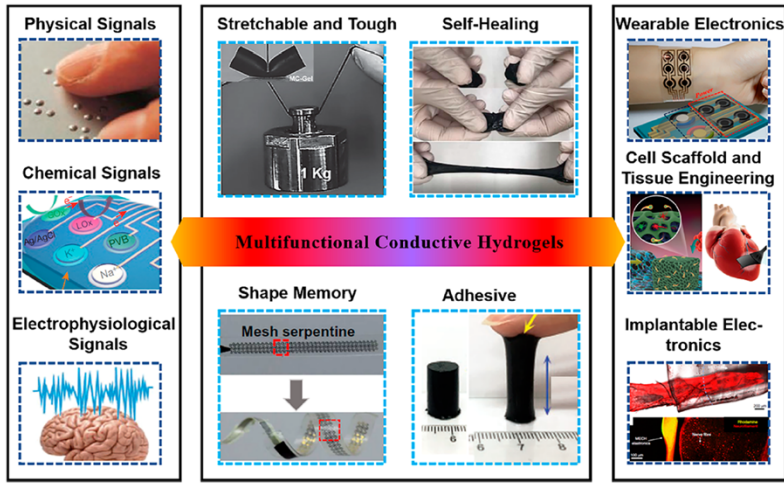 Physical Signals
Chemical Signals
LOx
Ag/AgCl
PVB
K⁺
Na⁺
Electrophysiological
Signals
Stretchable and Tough
MC-Gel
1 Kg
Self-Healing
Multifunctional Conductive Hydrogels
Shape Memory
Mesh serpentine
Adhesive
6
6 7 8
Wearable Electronics
Cell Scaffold and
Tissue Engineering
Implantable Elec-
tronics
MECH
electronics